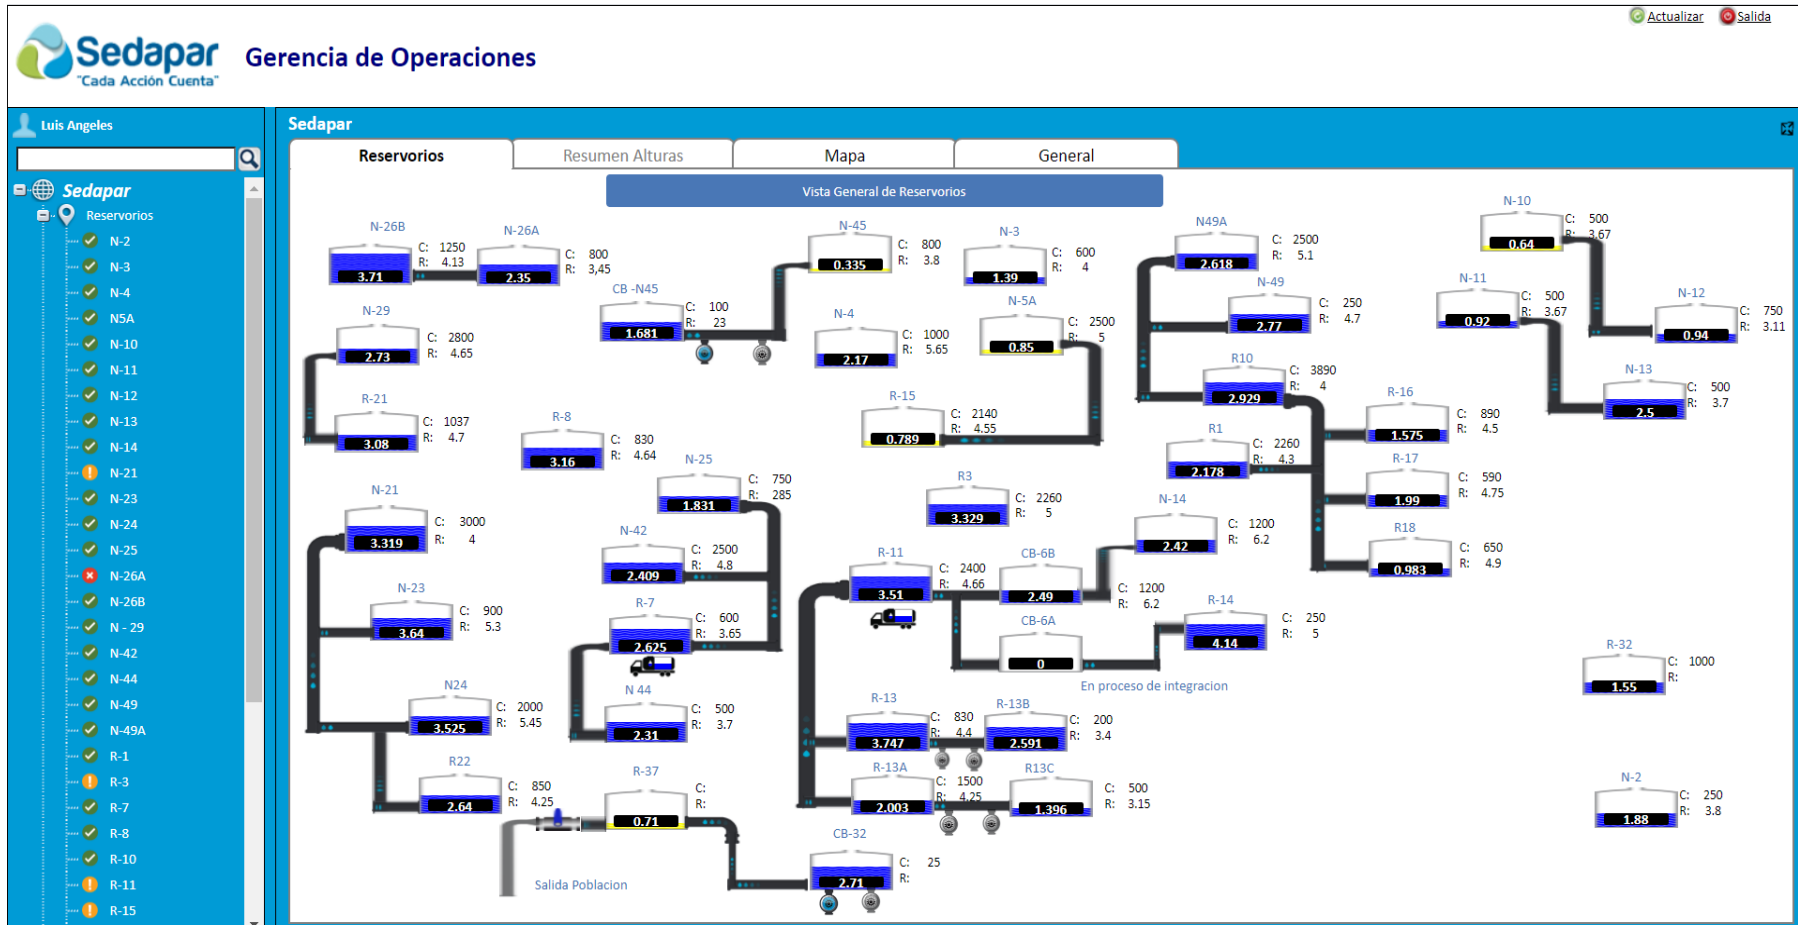 Actualizar
Salida
Sedapar
"Cada Acción Cuenta"
Gerencia de Operaciones
Luis Angeles
Sedapar
Reservorios
N-2
N-3
N-4
N5A
N-10
N-11
N-12
N-13
N-14
N-21
N-23
N-24
N-25
N-26A
N-26B
N - 29
N-42
N-44
N-49
N-49A
R-1
R-3
R-7
R-8
R-10
R-11
R-15
Sedapar
Reservorios
Resumen Alturas
Mapa
General
Vista General de Reservorios
N-26B
C: 1250
R: 4.13
3.71
N-26A
C: 800
R: 3,45
2.35
N-45
C: 800
R: 3.8
0.335
N-3
C: 600
R: 4
1.39
N49A
C: 2500
R: 5.1
2.618
N-10
C: 500
R: 3.67
0.64
CB -N45
C: 100
R: 23
1.681
N-29
C: 2800
R: 4.65
2.73
N-4
C: 1000
R: 5.65
2.17
N-5A
C: 2500
R: 5
0.85
N-49
C: 250
R: 4.7
2.77
N-11
C: 500
R: 3.67
0.92
N-12
C: 750
R: 3.11
0.94
R-21
C: 1037
R: 4.7
3.08
R-8
C: 830
R: 4.64
3.16
R-15
C: 2140
R: 4.55
0.789
R10
C: 3890
R: 4
2.929
R-16
C: 890
R: 4.5
1.575
N-13
C: 500
R: 3.7
2.5
R1
C: 2260
R: 4.3
2.178
R-17
C: 590
R: 4.75
1.99
N-25
C: 750
R: 285
1.831
R3
C: 2260
R: 5
3.329
N-14
C: 1200
R: 6.2
2.42
R18
C: 650
R: 4.9
0.983
N-21
C: 3000
R: 4
3.319
N-42
C: 2500
R: 4.8
2.409
R-11
C: 2400
R: 4.66
3.51
CB-6B
C: 1200
R: 6.2
2.49
N-23
C: 900
R: 5.3
3.64
R-7
C: 600
R: 3.65
2.625
CB-6A
0
R-14
C: 250
R: 5
4.14
En proceso de integracion
R-32
C: 1000
R:
1.55
N24
C: 2000
R: 5.45
3.525
N 44
C: 500
R: 3.7
2.31
R-13
C: 830
R: 4.4
3.747
R-13B
C: 200
R: 3.4
2.591
R22
C: 850
R: 4.25
2.64
R-37
C:
R:
0.71
R-13A
C: 1500
R: 4.25
2.003
R13C
C: 500
R: 3.15
1.396
N-2
C: 250
R: 3.8
1.88
CB-32
C: 25
R:
2.71
Salida Poblacion